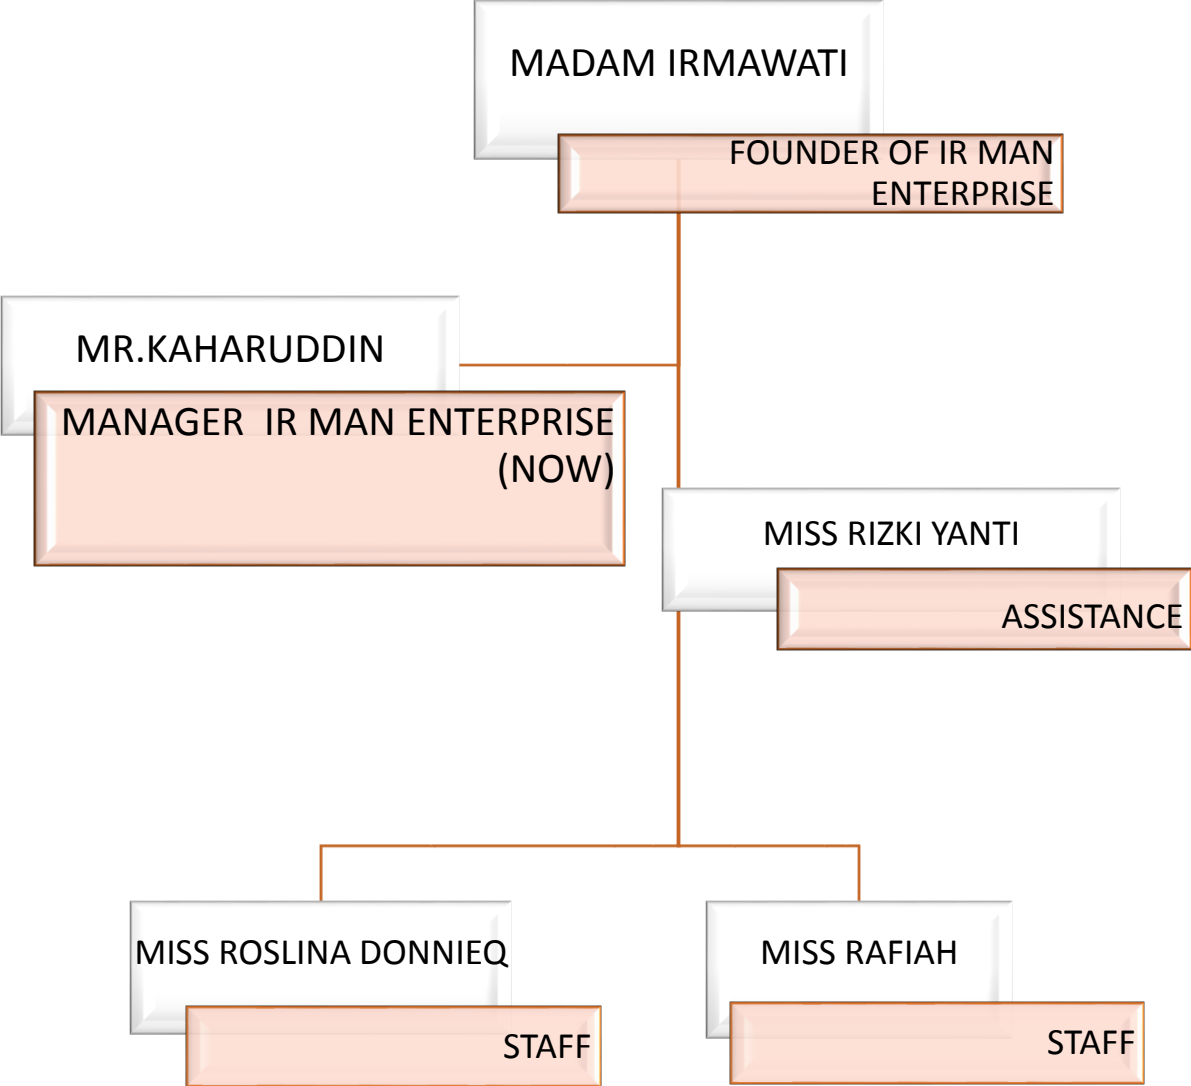 MADAM IRMAWATI
FOUNDER OF IR MAN
ENTERPRISE
MR.KAHARUDDIN
MANAGER  IR MAN ENTERPRISE
(NOW)
MISS RIZKI YANTI
ASSISTANCE
MISS ROSLINA DONNIEQ
STAFF
MISS RAFIAH
STAFF